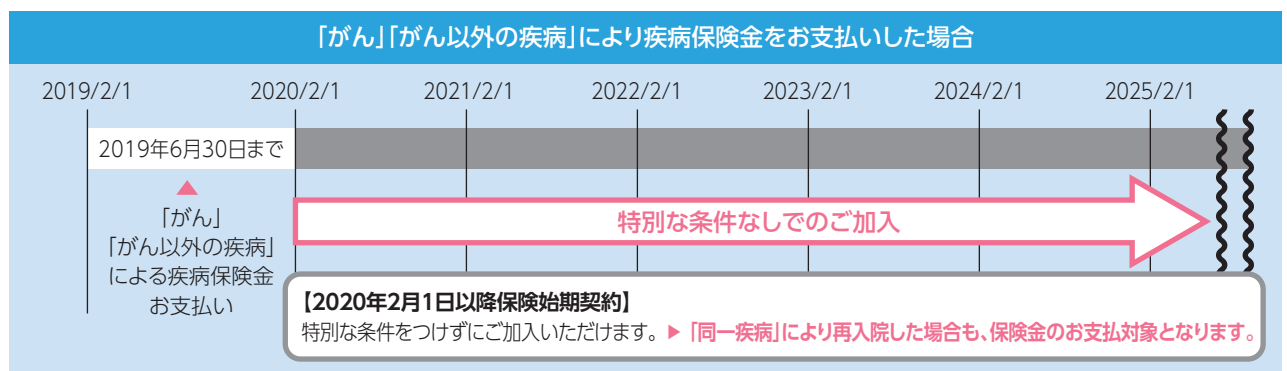 「がん」「がん以外の疾病」により疾病保険金をお支払いした場合
2019/2/1 2020/2/1 2021/2/1 2022/2/1 2023/2/1 2024/2/1 2025/2/1
2019年6月30日まで
「がん」
「がん以外の疾病」
による疾病保険金
お支払い
特別な条件なしでのご加入
【2020年2月1日以降保険始期契約】
特別な条件をつけずにご加入いただけます。▶「同一疾病」により再入院した場合も、保険金のお支払対象となります。